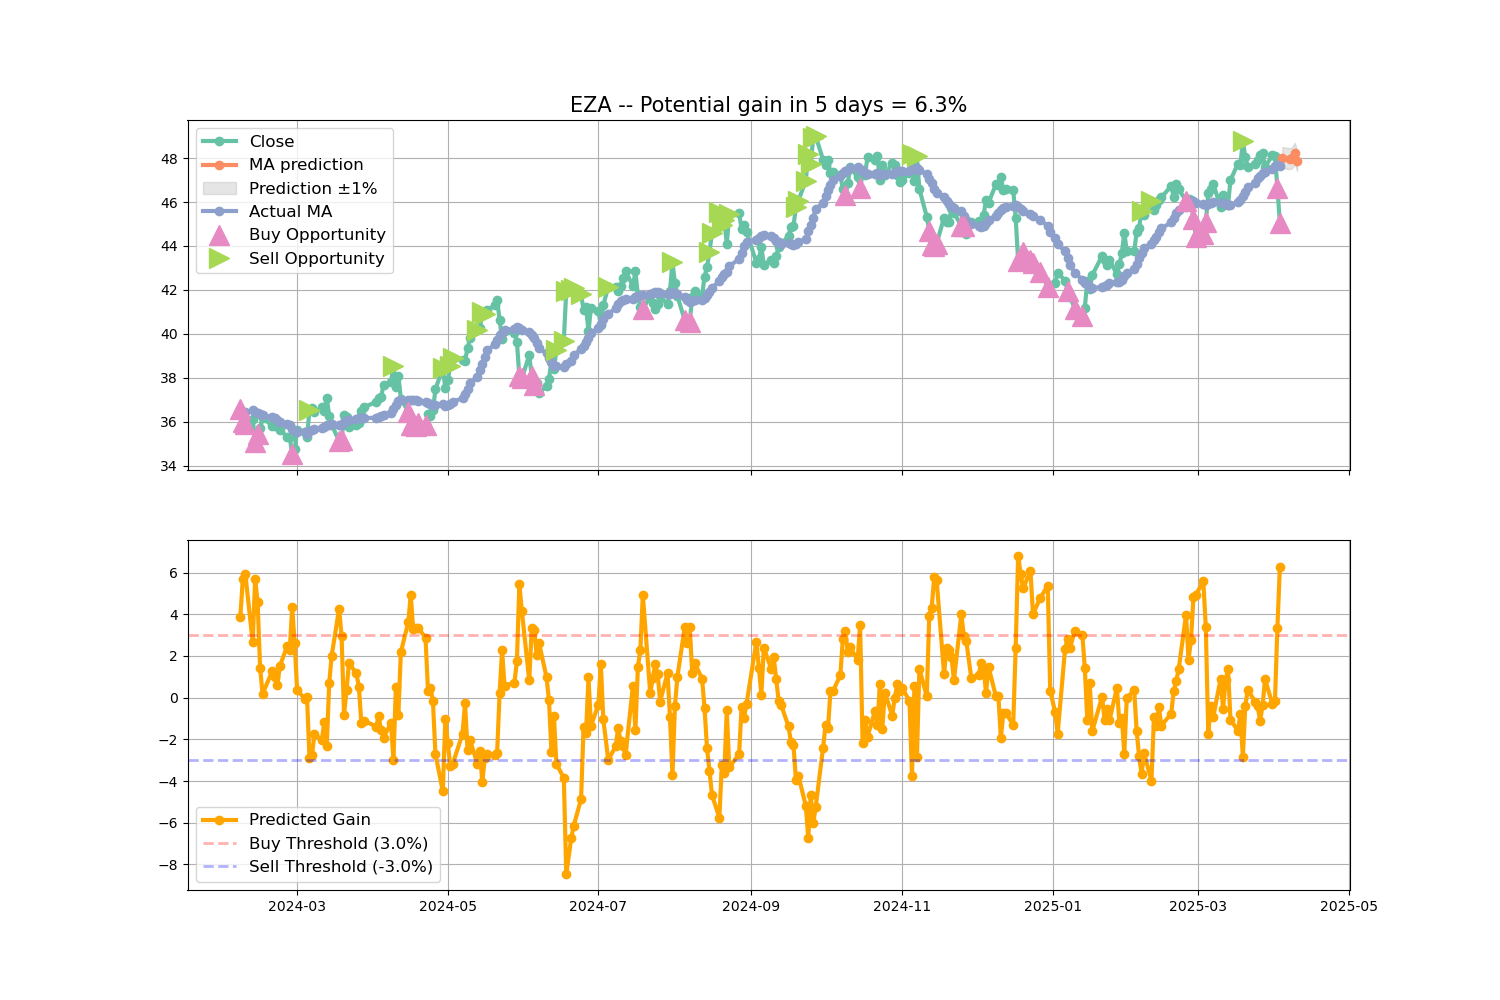 EZA -- Potential gain in 5 days = 6.3%
Close
MA prediction
Prediction ±1%
Actual MA
Buy Opportunity
Sell Opportunity
48
46
44
42
40
38
36
34
6
4
2
0
−2
−4
−6
−8
Predicted Gain
Buy Threshold (3.0%)
Sell Threshold (-3.0%)
2024-03 2024-05 2024-07 2024-09 2024-11 2025-01 2025-03 2025-05